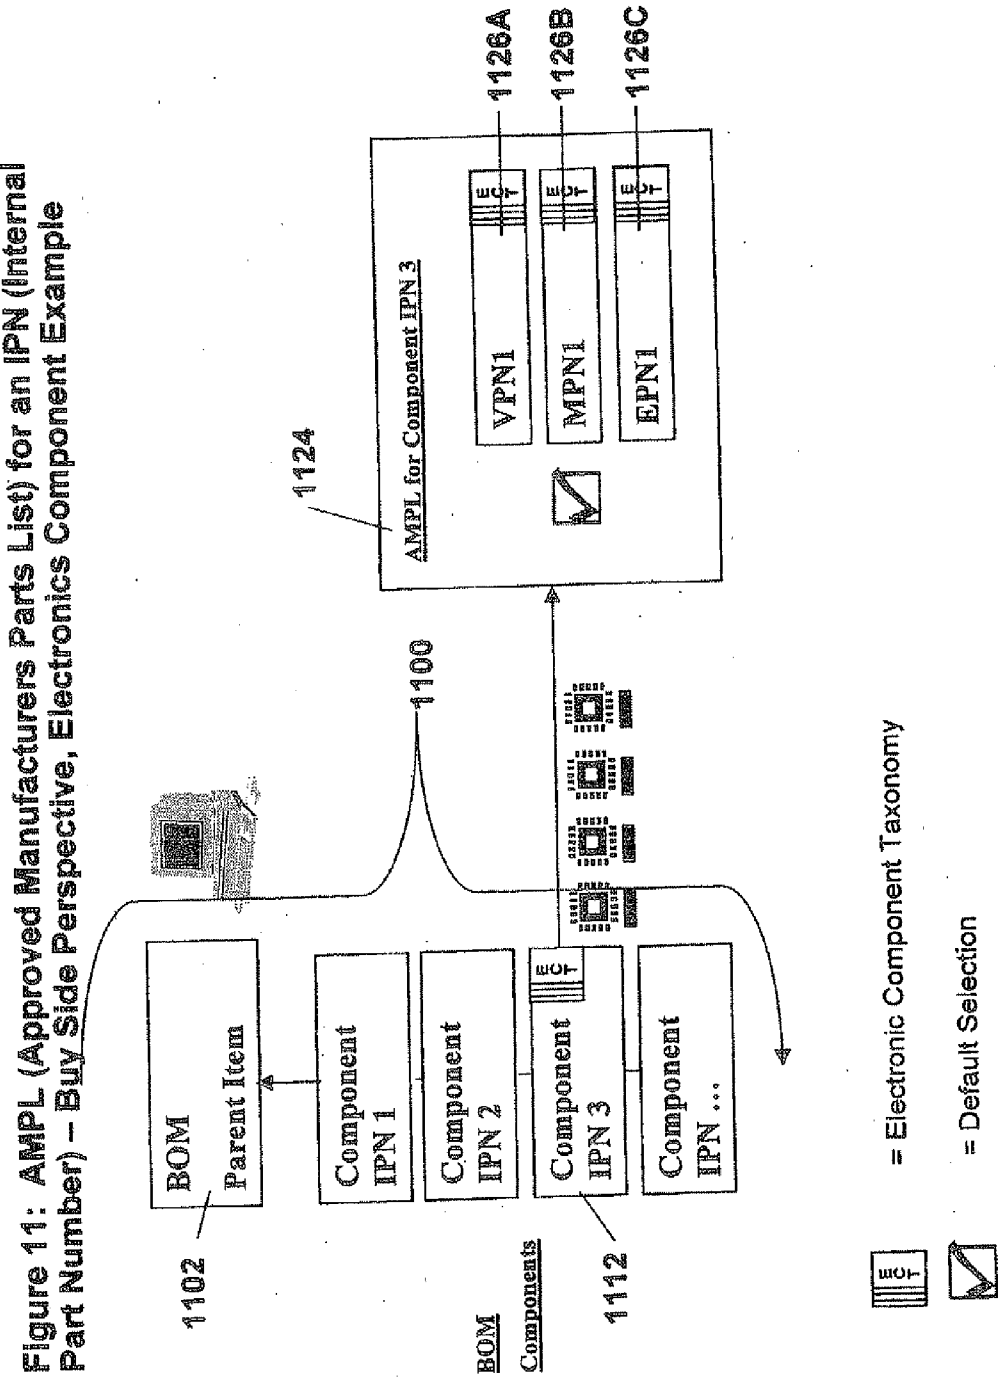 Figure 11: AMPL (Approved Manufacturers Parts List) for an IPN (Internal
Part Number) – Buy Side Perspective, Electronics Component Example
1102
BOM
Parent Item
BOM
Components
Component
IPN 1
Component
IPN 2
Component
IPN 3
ECT
Component
IPN ...
1112
1100
1124
AMPL for Component IPN 3
VPN1
ECT
1126A
MPN1
ECT
1126B
EPN1
ECT
1126C
ECT
= Electronic Component Taxonomy
= Default Selection